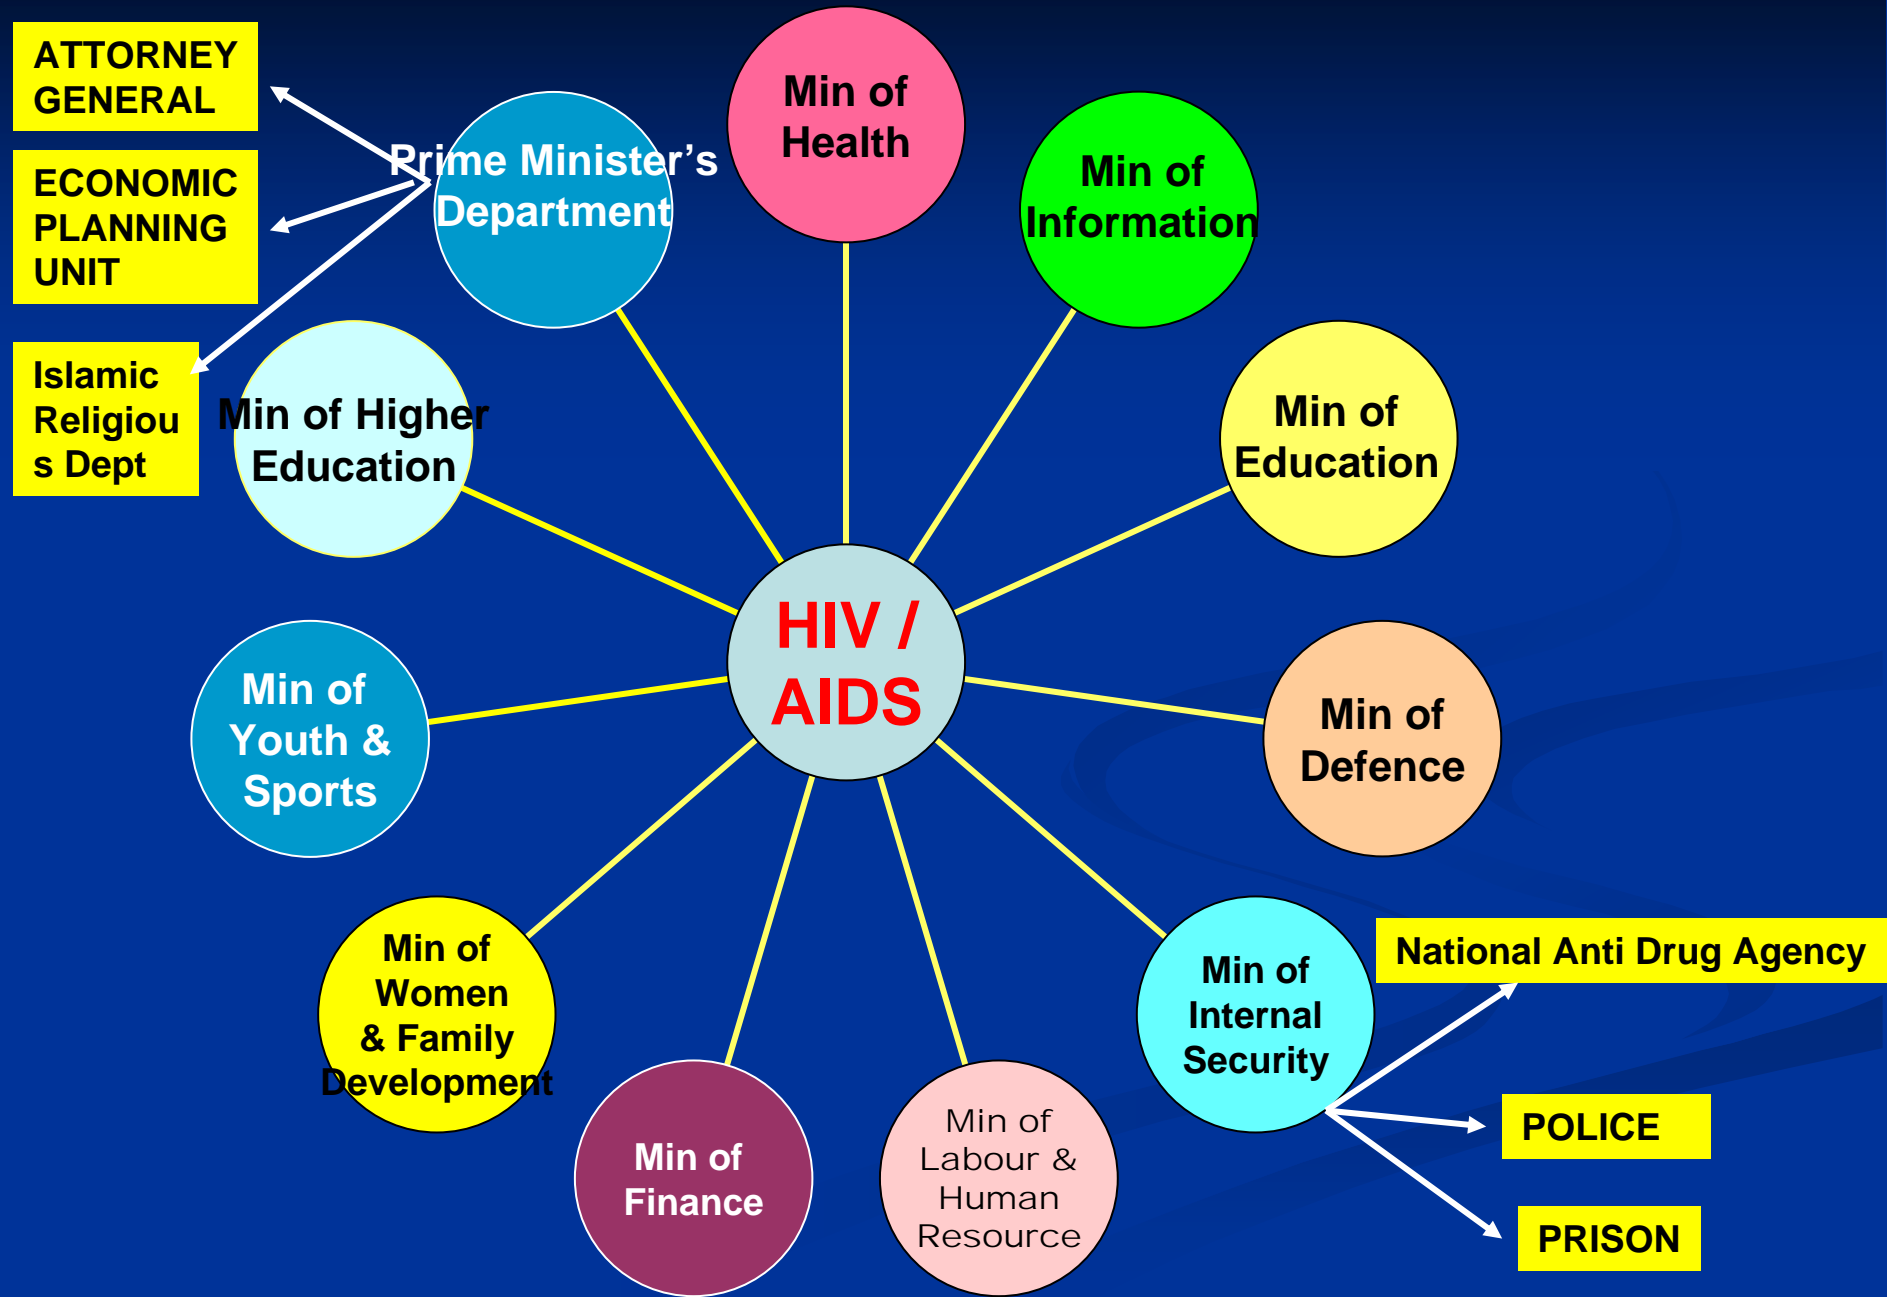 ATTORNEY
GENERAL
ECONOMIC
PLANNING
UNIT
Islamic
Religiou
s Dept
Prime Minister’s
Department
Min of
Health
Min of
Information
Min of Higher
Education
Min of
Education
HIV /
AIDS
Min of
Youth &
Sports
Min of
Defence
Min of
Women
& Family
Development
Min of
Internal
Security
National Anti Drug Agency
POLICE
PRISON
Min of
Finance
Min of
Labour &
Human
Resource